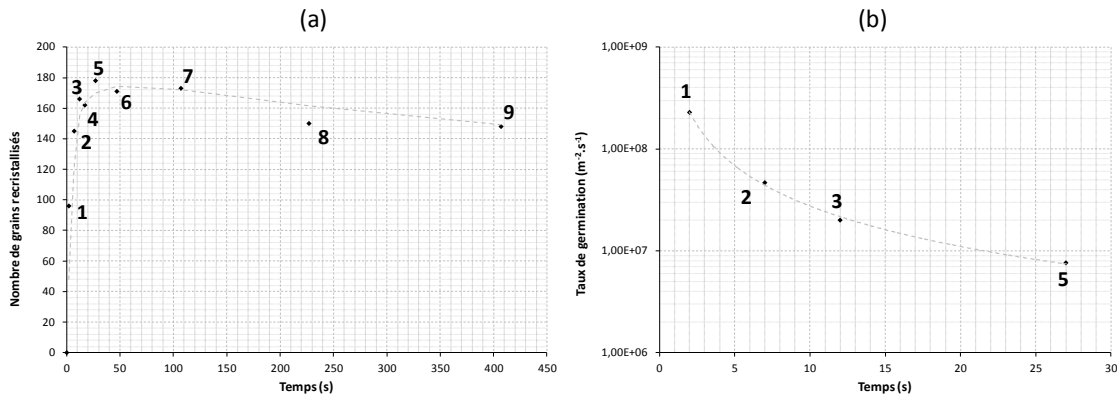 (a)
Nombre de grains recristallisés
200
180
160
140
120
100
80
60
40
20
0
1
2
3
4
5
6
7
8
9
0 50 100 150 200 250 300 350 400 450
Temps (s)
(b)
Taux de germination (m⁻².s⁻¹)
1,00E+09
1,00E+08
1,00E+07
1,00E+06
1
2
3
5
0 5 10 15 20 25 30
Temps (s)